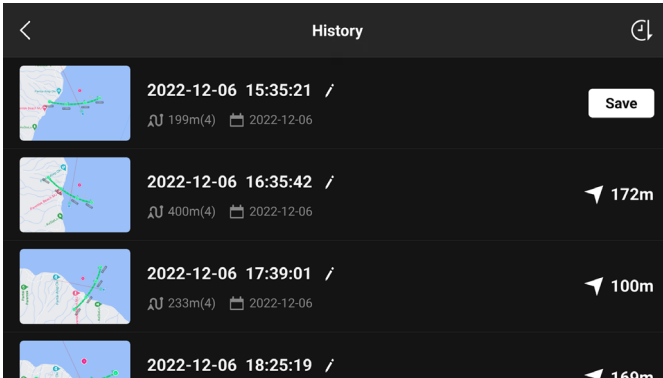 History
2022-12-06 15:35:21
199m(4) 2022-12-06
Save
2022-12-06 16:35:42
400m(4) 2022-12-06
172m
2022-12-06 17:39:01
233m(4) 2022-12-06
100m
2022-12-06 18:25:19
169m